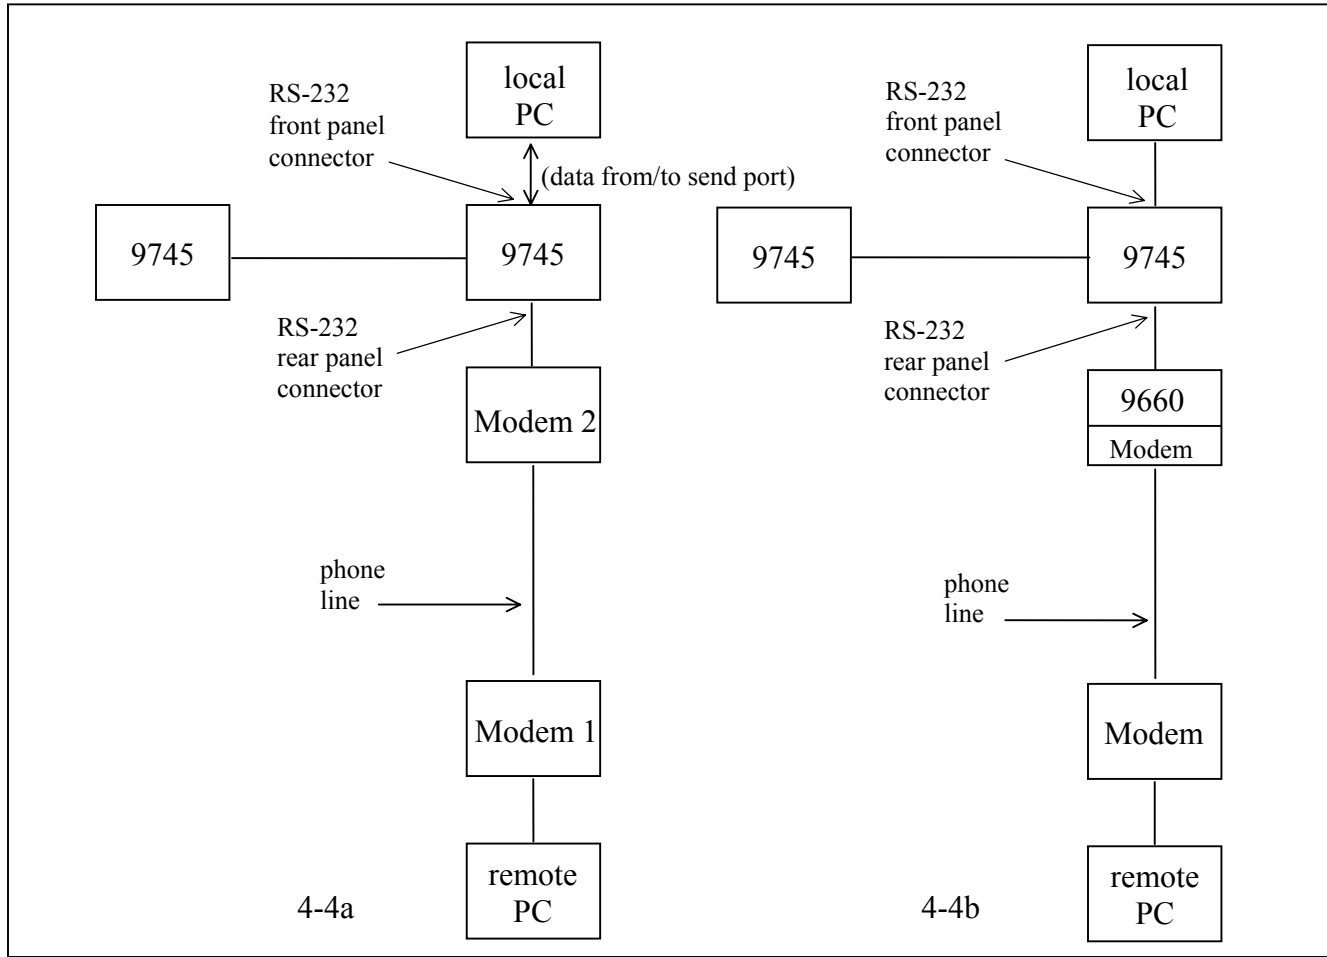 local
PC
RS-232
front panel
connector
(data from/to send port)
9745
9745
RS-232
rear panel
connector
Modem 2
phone
line
Modem 1
remote
PC
4-4a
local
PC
RS-232
front panel
connector
9745
9745
RS-232
rear panel
connector
9660
Modem
phone
line
Modem
remote
PC
4-4b